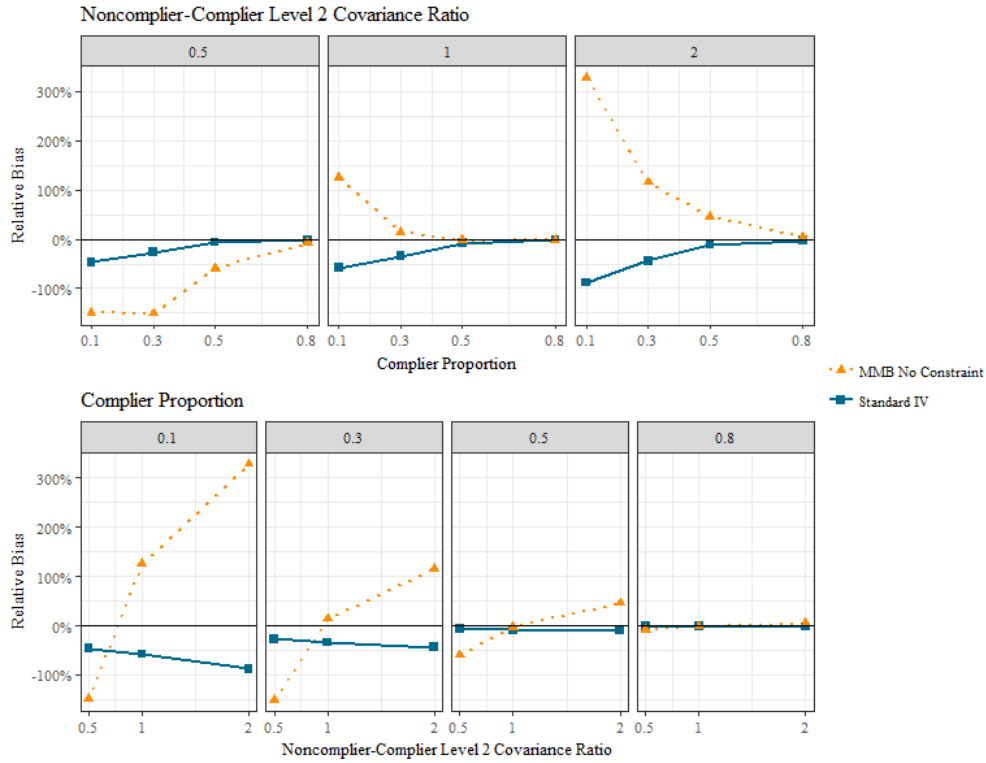 Noncomplier-Complier Level 2 Covariance Ratio
0.5 1 2
300%
200%
100%
0%
-100%
Relative Bias
0.1 0.3 0.5 0.8 0.1 0.3 0.5 0.8 0.1 0.3 0.5 0.8
Complier Proportion
MMB No Constraint
Standard IV
Complier Proportion
0.1 0.3 0.5 0.8
300%
200%
100%
0%
-100%
Relative Bias
0.5 1 2 0.5 1 2 0.5 1 2 0.5 1 2
Noncomplier-Complier Level 2 Covariance Ratio